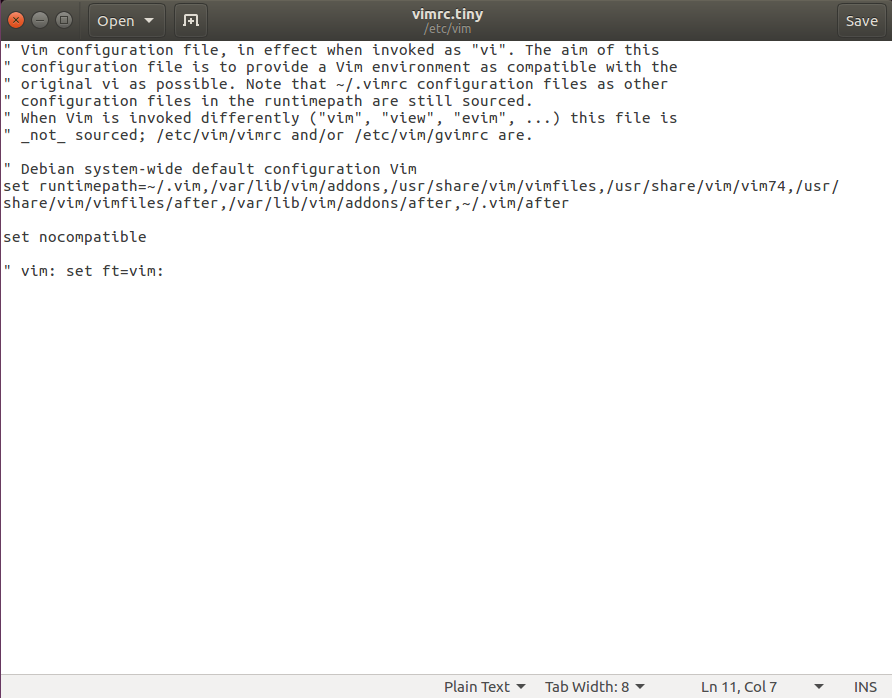 Open
vimrc.tiny
/etc/vim
Save
" Vim configuration file, in effect when invoked as "vi". The aim of this
" configuration file is to provide a Vim environment as compatible with the
" original vi as possible. Note that ~/.vimrc configuration files as other
" configuration files in the runtimepath are still sourced.
" When Vim is invoked differently ("vim", "view", "evim", ...) this file is
" _not_ sourced; /etc/vim/vimrc and/or /etc/vim/gvimrc are.
" Debian system-wide default configuration Vim
set runtimepath=~/.vim,/var/lib/vim/addons,/usr/share/vim/vimfiles,/usr/share/vim/vim74,/usr/
share/vim/vimfiles/after,/var/lib/vim/addons/after,~/.vim/after
set nocompatible
" vim: set ft=vim:
Plain Text
Tab Width: 8
Ln 11, Col 7
INS